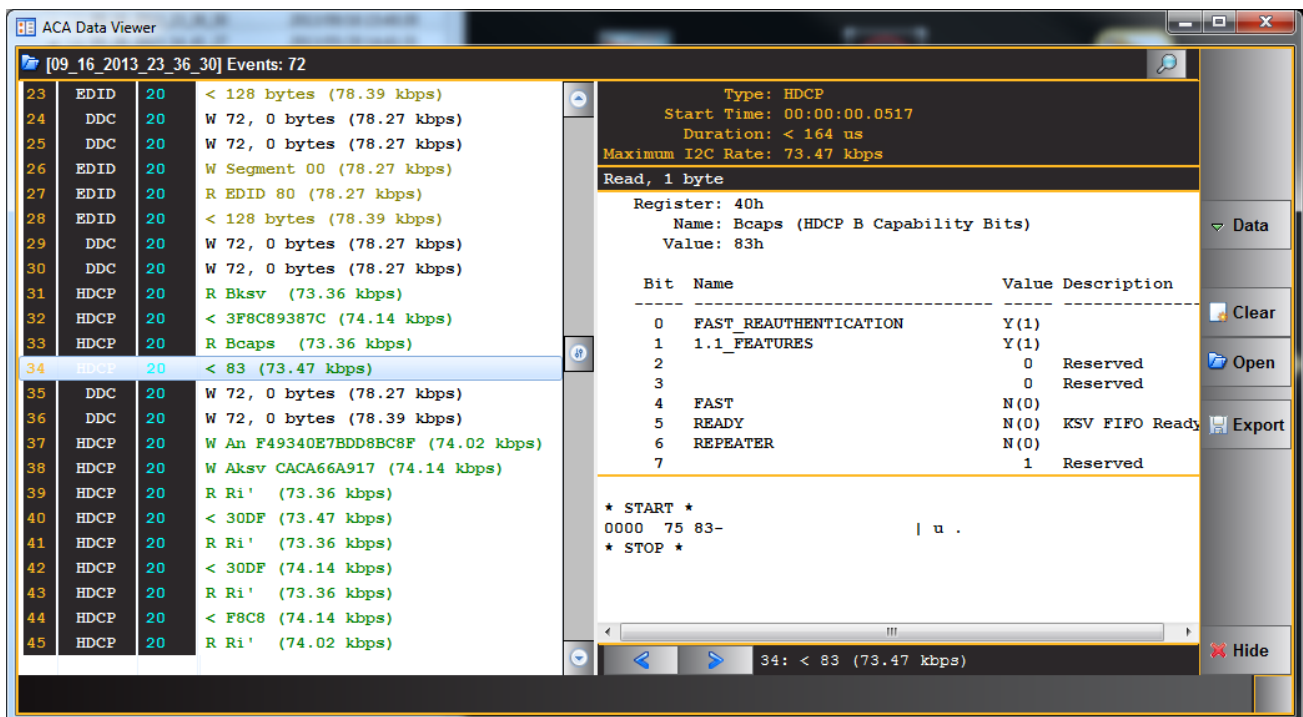 ACA Data Viewer
[09_16_2013_23_36_30] Events: 72
23 EDID 20 < 128 bytes (78.39 kbps)
24 DDC 20 W 72, 0 bytes (78.27 kbps)
25 DDC 20 W 72, 0 bytes (78.27 kbps)
26 EDID 20 W Segment 00 (78.27 kbps)
27 EDID 20 R EDID 80 (78.27 kbps)
28 EDID 20 < 128 bytes (78.39 kbps)
29 DDC 20 W 72, 0 bytes (78.27 kbps)
30 DDC 20 W 72, 0 bytes (78.27 kbps)
31 HDCP 20 R Bksv (73.36 kbps)
32 HDCP 20 < 3F8C89387C (74.14 kbps)
33 HDCP 20 R Bcaps (73.36 kbps)
34 HDCP 20 < 83 (73.47 kbps)
35 DDC 20 W 72, 0 bytes (78.27 kbps)
36 DDC 20 W 72, 0 bytes (78.39 kbps)
37 HDCP 20 W An F49340E7BDD8BC8F (74.02 kbps)
38 HDCP 20 W Aksv CACA66A917 (74.14 kbps)
39 HDCP 20 R Ri' (73.36 kbps)
40 HDCP 20 < 30DF (73.47 kbps)
41 HDCP 20 R Ri' (73.36 kbps)
42 HDCP 20 < 30DF (74.14 kbps)
43 HDCP 20 R Ri' (73.36 kbps)
44 HDCP 20 < F8C8 (74.14 kbps)
45 HDCP 20 R Ri' (74.02 kbps)
Type: HDCP
Start Time: 00:00:00.0517
Duration: < 164 us
Maximum I2C Rate: 73.47 kbps
Read, 1 byte
Register: 40h
Name: Bcaps (HDCP B Capability Bits)
Value: 83h
Bit Name Value Description
----- ------------------------------- ----- --------------
0 FAST_REAUTHENTICATION Y(1)
1 1.1_FEATURES Y(1)
2 0 Reserved
3 0 Reserved
4 FAST N(0)
5 READY N(0) KSV FIFO Ready
6 REPEATER N(0)
7 1 Reserved
* START *
0000 75 83- | u .
* STOP *
34: < 83 (73.47 kbps)
Data
Clear
Open
Export
Hide